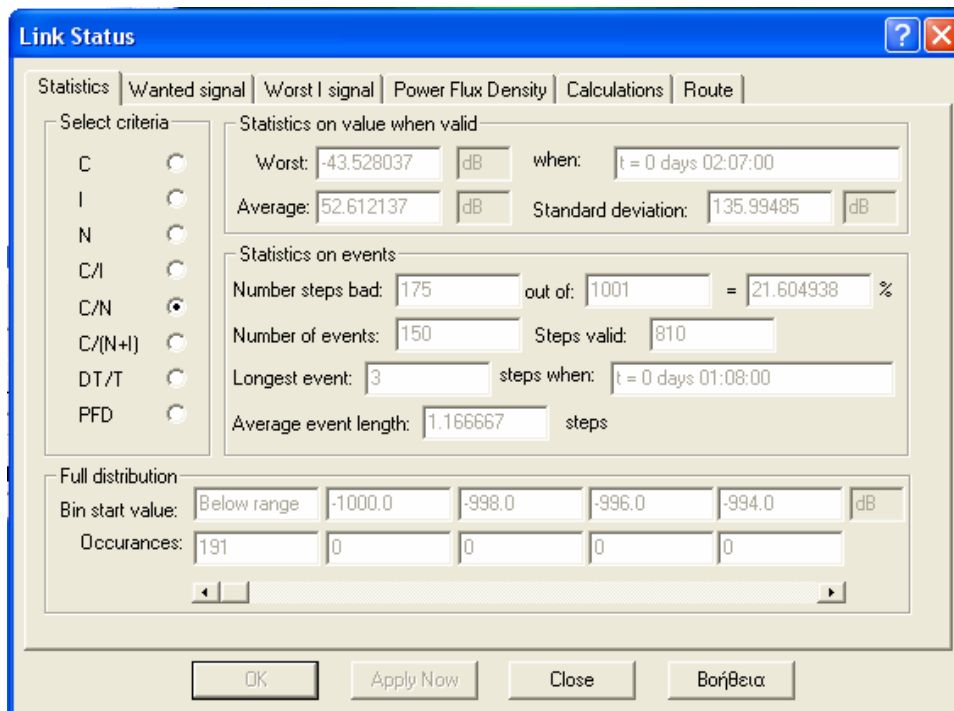 Link Status
Statistics Wanted signal Worst I signal Power Flux Density Calculations Route
Select criteria
C
I
N
C/I
C/N
C/(N+I)
DT/T
PFD
Statistics on value when valid
Worst: -43.528037 dB when: t = 0 days 02:07:00
Average: 52.612137 dB Standard deviation: 135.99485 dB
Statistics on events
Number steps bad: 175 out of: 1001 = 21.604938 %
Number of events: 150 Steps valid: 810
Longest event: 3 steps when: t = 0 days 01:08:00
Average event length: 1.166667 steps
Full distribution
Bin start value: Below range -1000.0 -998.0 -996.0 -994.0 dB
Occurances: 191 0 0 0 0
OK Apply Now Close Βοήθεια